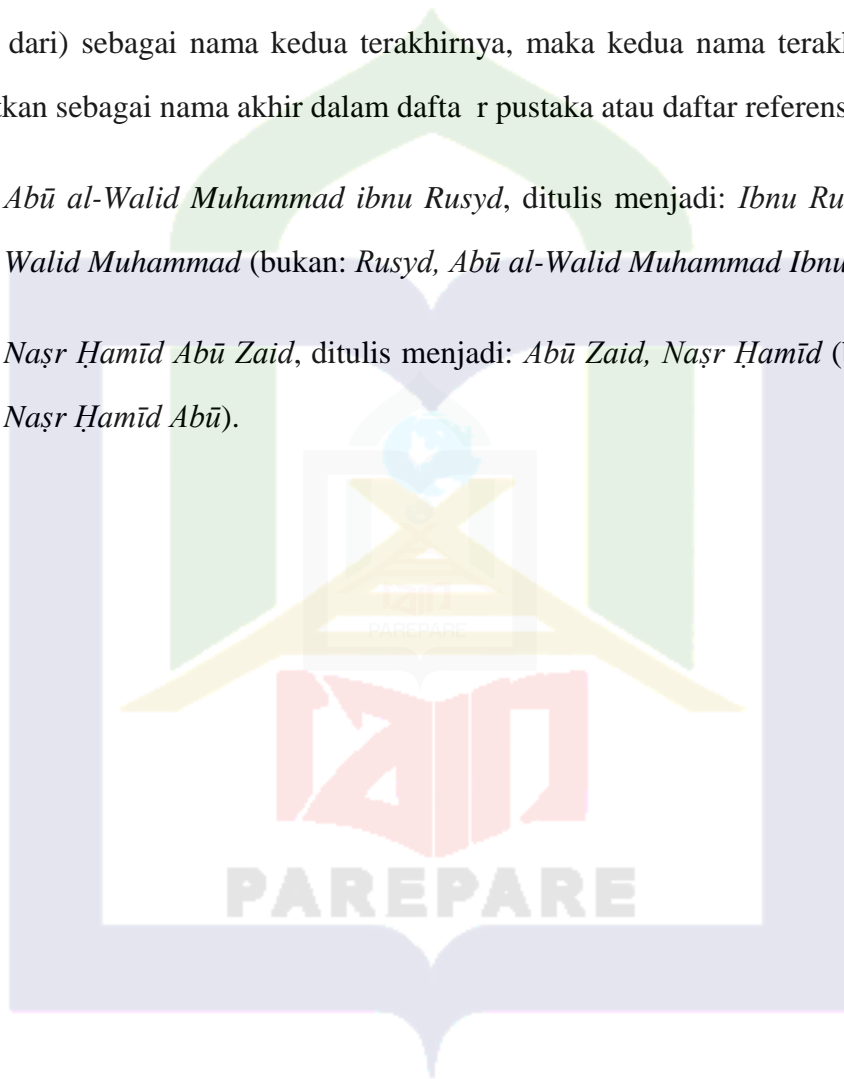 dari) sebagai nama kedua terakhirnya, maka kedua nama terakh
kan sebagai nama akhir dalam dafta r pustaka atau daftar referens
Abū al-Walid Muhammad ibnu Rusyd, ditulis menjadi: Ibnu Ru
Walid Muhammad (bukan: Rusyd, Abū al-Walid Muhammad Ibnu
Naṣr Ḥamīd Abū Zaid, ditulis menjadi: Abū Zaid, Naṣr Ḥamīd (
Naṣr Ḥamīd Abū).
PAREPARE
IAIN
PAREPARE